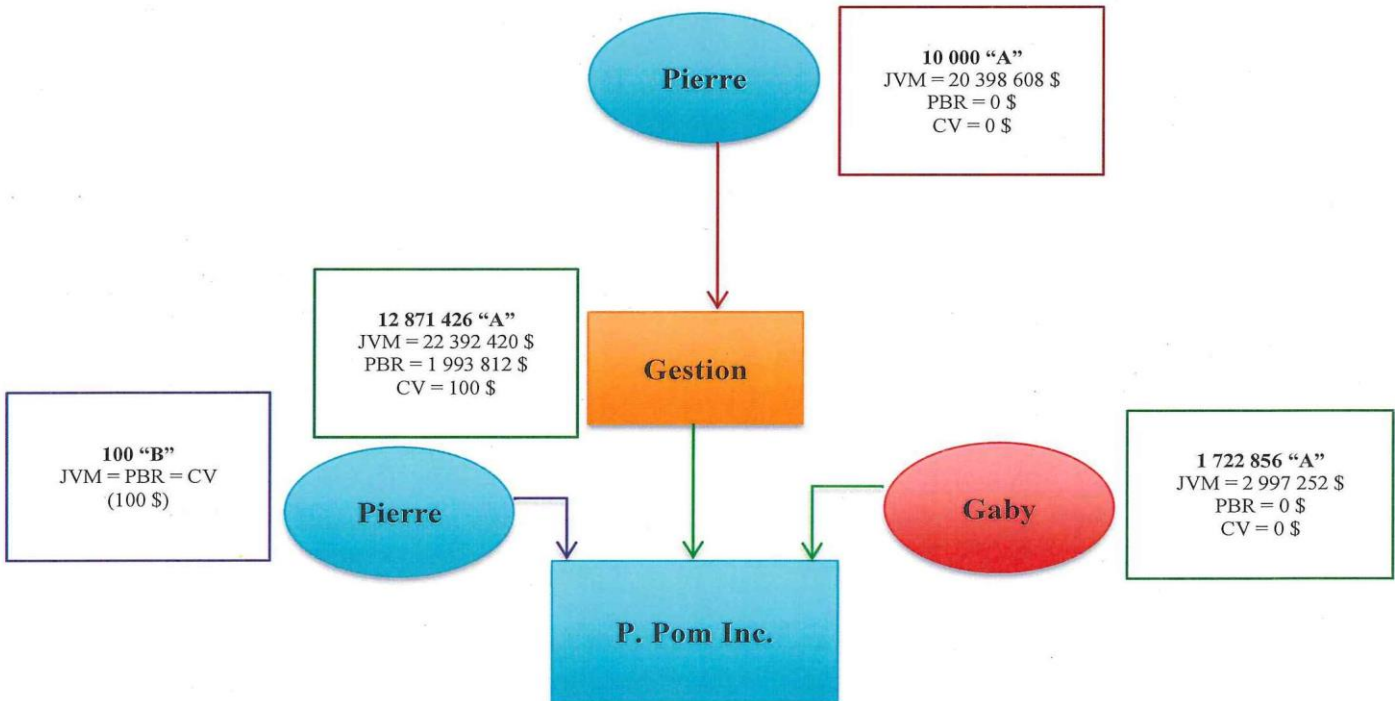 Pierre
10 000 “A”
JVM = 20 398 608 $
PBR = 0 $
CV = 0 $
12 871 426 “A”
JVM = 22 392 420 $
PBR = 1 993 812 $
CV = 100 $
Gestion
100 “B”
JVM = PBR = CV
(100 $)
Pierre
Gaby
1 722 856 “A”
JVM = 2 997 252 $
PBR = 0 $
CV = 0 $
P. Pom Inc.